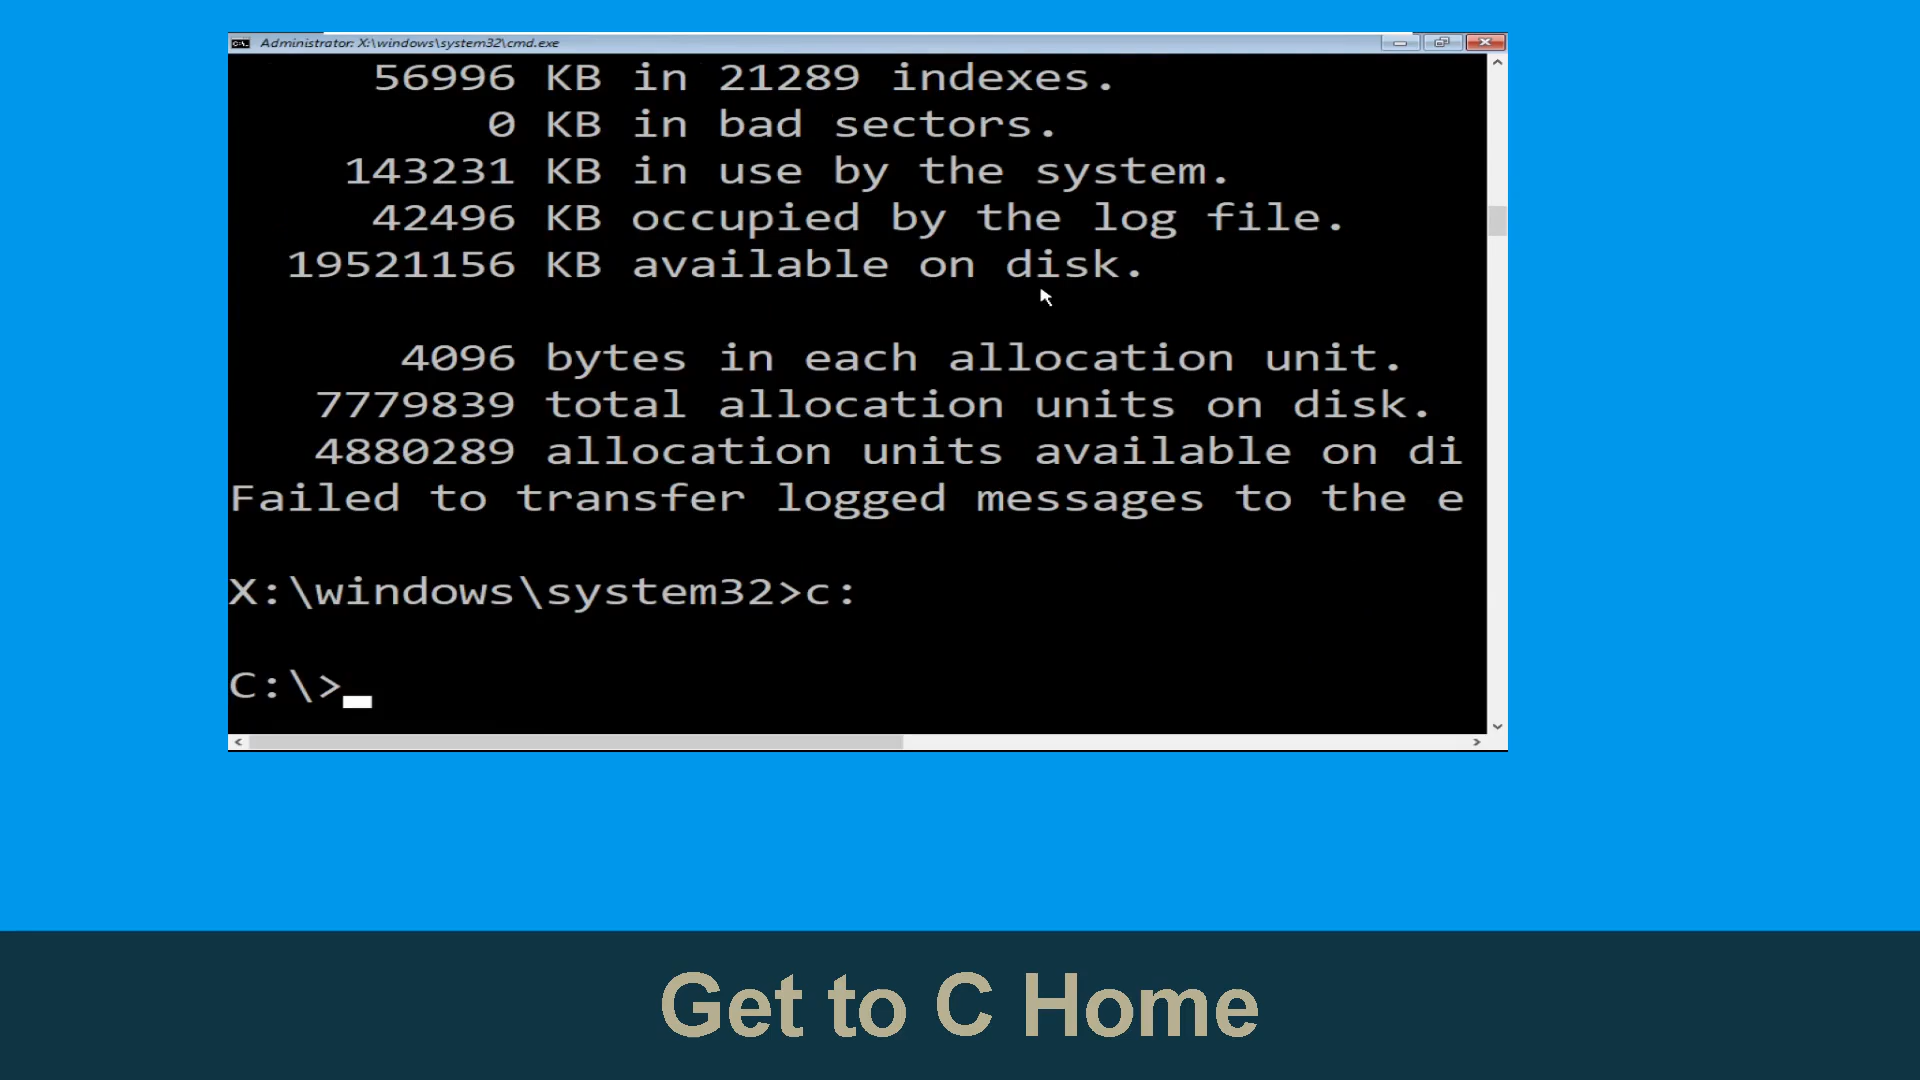 Administrator: X:\windows\system32\cmd.exe
56996 KB in 21289 indexes.
0 KB in bad sectors.
143231 KB in use by the system.
42496 KB occupied by the log file.
19521156 KB available on disk.
4096 bytes in each allocation unit.
7779839 total allocation units on disk.
4880289 allocation units available on di
Failed to transfer logged messages to the e
X:\windows\system32>c:
C:\>
Get to C Home